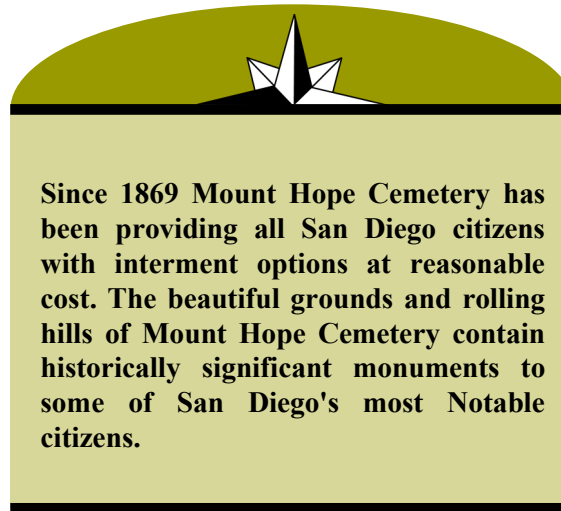 Since 1869 Mount Hope Cemetery has
been providing all San Diego citizens
with interment options at reasonable
cost. The beautiful grounds and rolling
hills of Mount Hope Cemetery contain
historically significant monuments to
some of San Diego's most Notable
citizens.